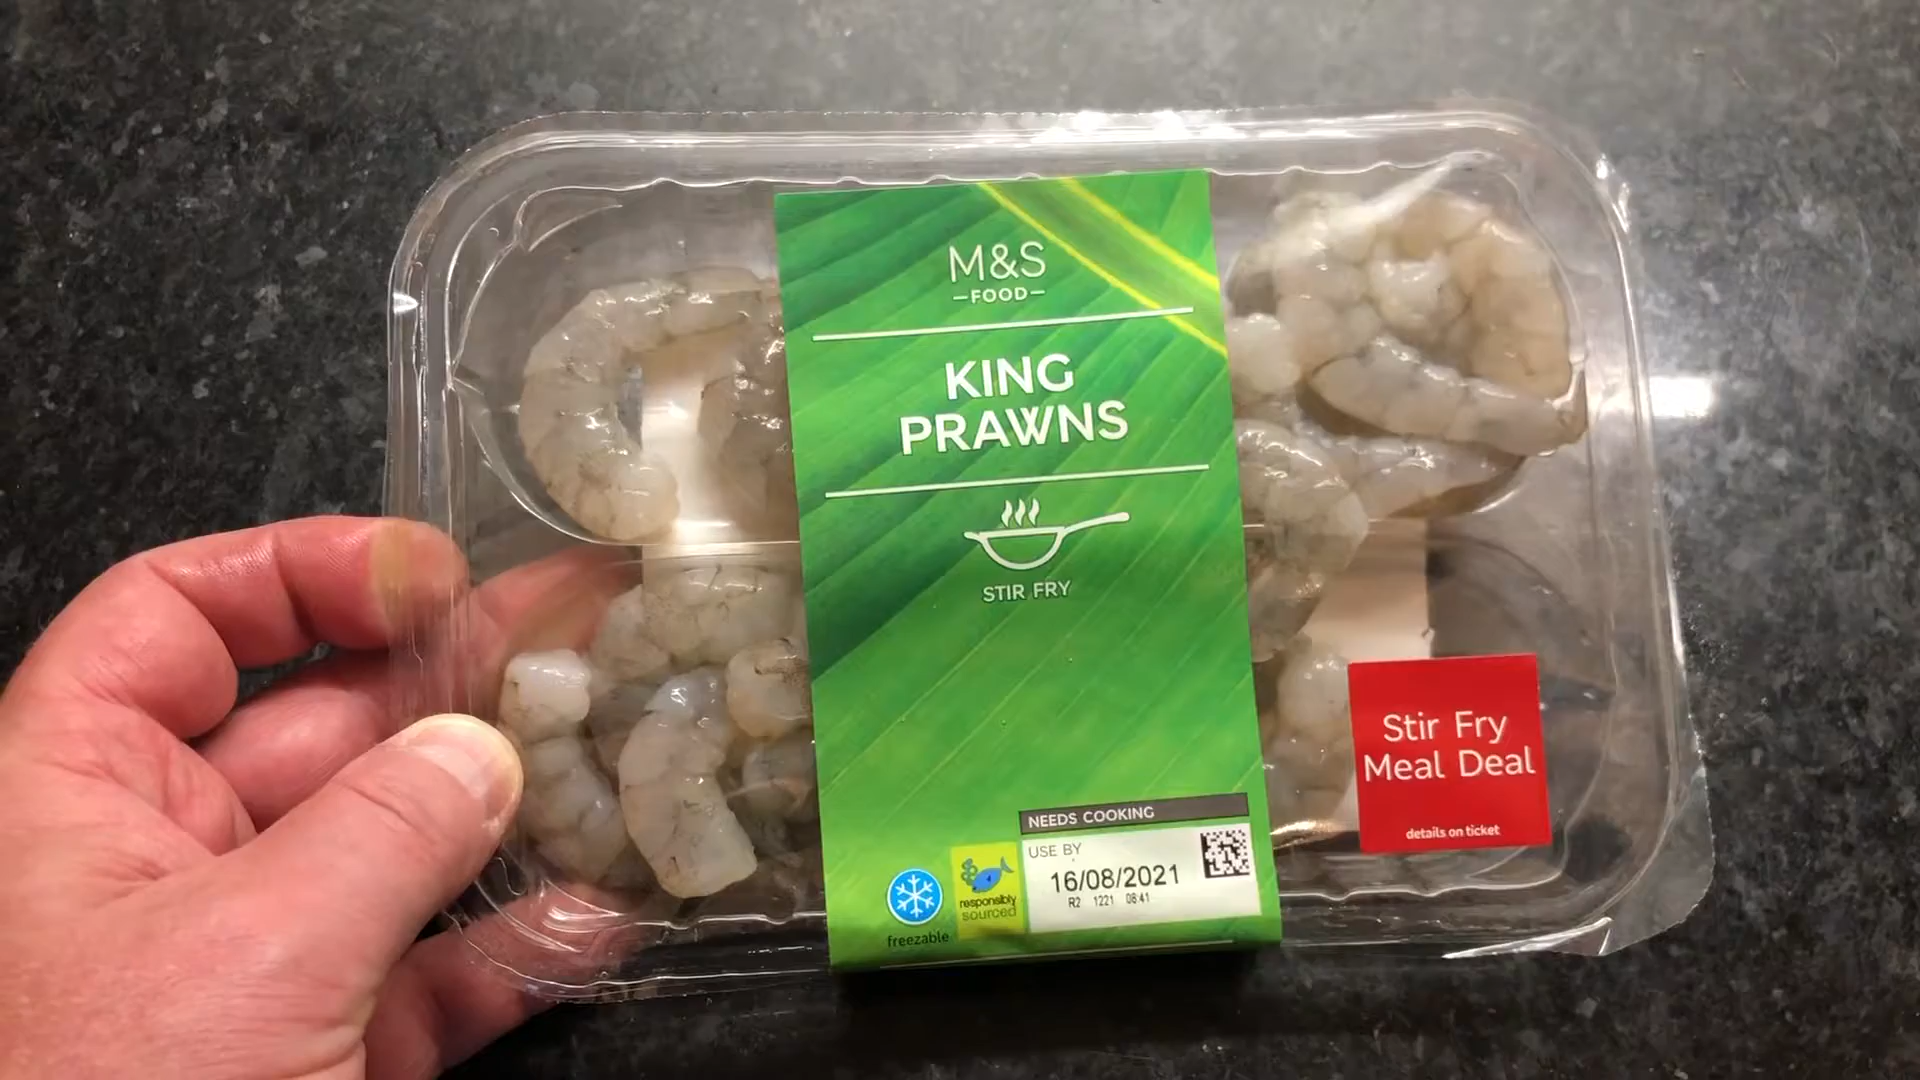 M&S
FOOD
KING
PRAWNS
STIR FRY
Stir Fry
Meal Deal
details on ticket
NEEDS COOKING
USE BY
16/08/2021
R2 1221 08:41
freezable
responsibly
sourced